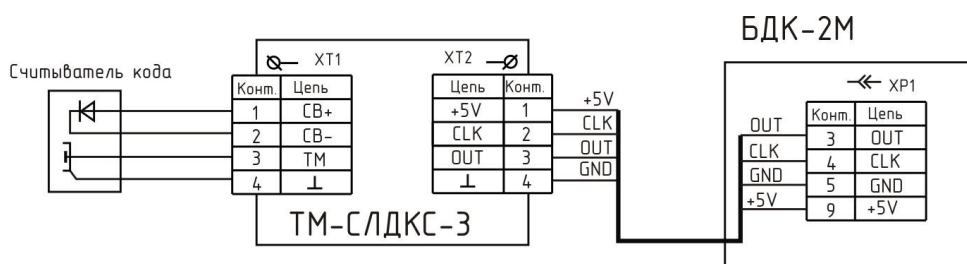 БДК-2М
Считыватель кода
XT1
Конт. Цепь
1 СВ+
2 СВ-
3 ТМ
4 ⊥
XT2
Цепь Конт.
+5V 1
CLK 2
OUT 3
⊥ 4
ТМ-СЛДКС-3
+5V
CLK
OUT
GND
OUT
CLK
GND
+5V
XP1
Конт. Цепь
3 OUT
4 CLK
5 GND
9 +5V